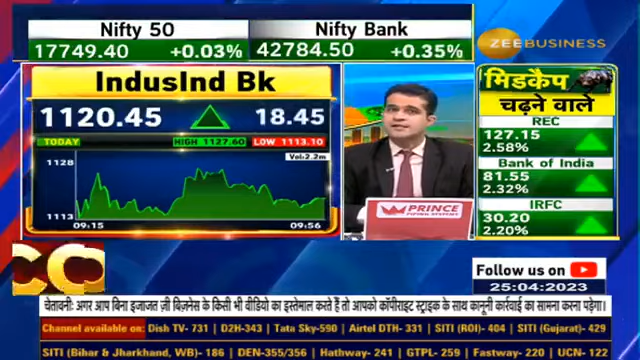 Nifty 50
17749.40 +0.03%
Nifty Bank
42784.50 +0.35%
ZEE BUSINESS
IndusInd Bk
1120.45 18.45
TODAY HIGH 1127.60 LOW 1113.10
Vol:2.2m
1128
1113
09:15 09:56
PRINCE
PIPING SYSTEMS
मिडकैप
चढ़ने वाले
REC
127.15
2.58%
Bank of India
81.55
2.32%
IRFC
30.20
2.20%
Follow us on
25:04:2023
चेतावनी: अगर आप बिना इजाजत ज़ी बिज़नेस के किसी भी वीडियो का इस्तेमाल करते हैं तो आपको कॉपीराइट स्ट्राइक के साथ कानूनी कार्रवाई का सामना करना पड़ेगा।
Channel available on: Dish TV- 731 | D2H-343 | Tata Sky-590 | Airtel DTH- 331 | SITI (ROI) - 404 | SITI (Gujarat) - 429
SITI (Bihar & Jharkhand, WB)- 186 | DEN-355/356 | Hathway- 241 | GTPL- 259 | Fastway- 220 | UCN- 122